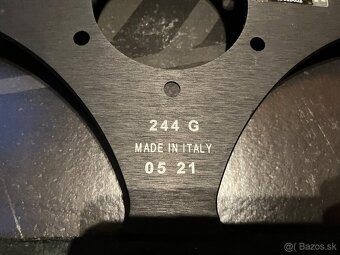 244 G
MADE IN ITALY
05 21
@( Bazos.sk